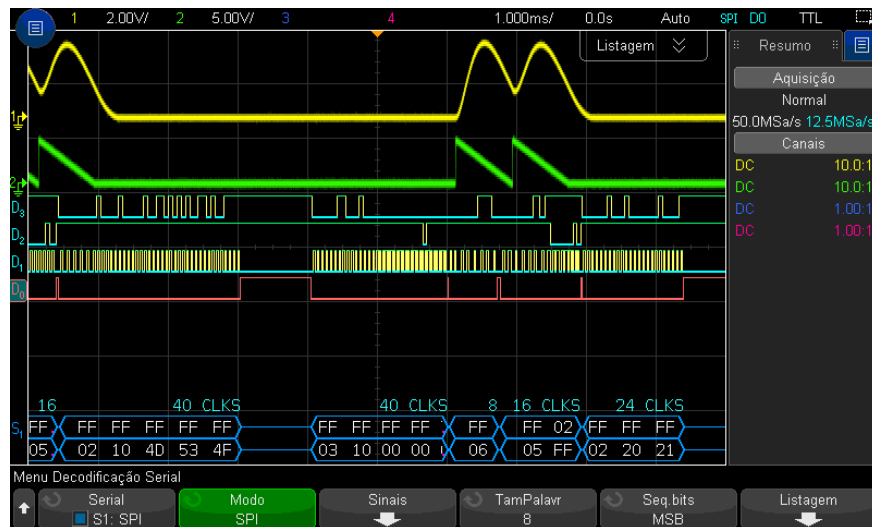 1 2.00V/ 2 5.00V/ 3 4 1.000ms/ 0.0s Auto SPI D0 TTL
Listagem
Resumo
Aquisição
Normal
50.0MSa/s 12.5MSa/s
Canais
DC 10.0:1
DC 10.0:1
DC 1.00:1
DC 1.00:1
1
2
D3
D2
D1
D0
16 40 CLKS 40 CLKS 8 16 CLKS 24 CLKS
S1 FF FF FF FF FF FF FF FF FF FF FF FF 02 FF FF FF
05 02 10 4D 53 4F 03 10 00 00 06 05 FF 02 20 21
Menu Decodificação Serial
Serial Modo Sinais TamPalavr Seq.bits Listagem
S1: SPI SPI 8 MSB